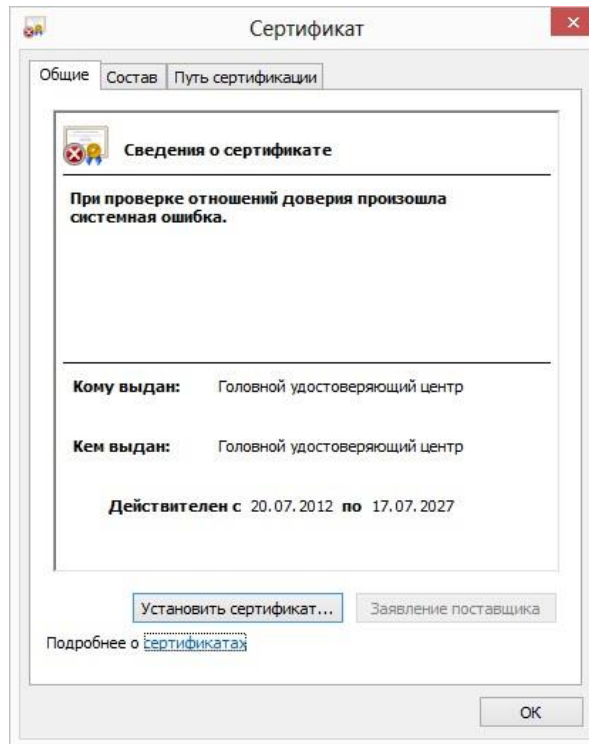 Сертификат
Общие Состав Путь сертификации
Сведения о сертификате
При проверке отношений доверия произошла
системная ошибка.
Кому выдан: Головной удостоверяющий центр
Кем выдан: Головной удостоверяющий центр
Действителен с 20.07.2012 по 17.07.2027
Установить сертификат... Заявление поставщика
Подробнее о сертификатах
ОК